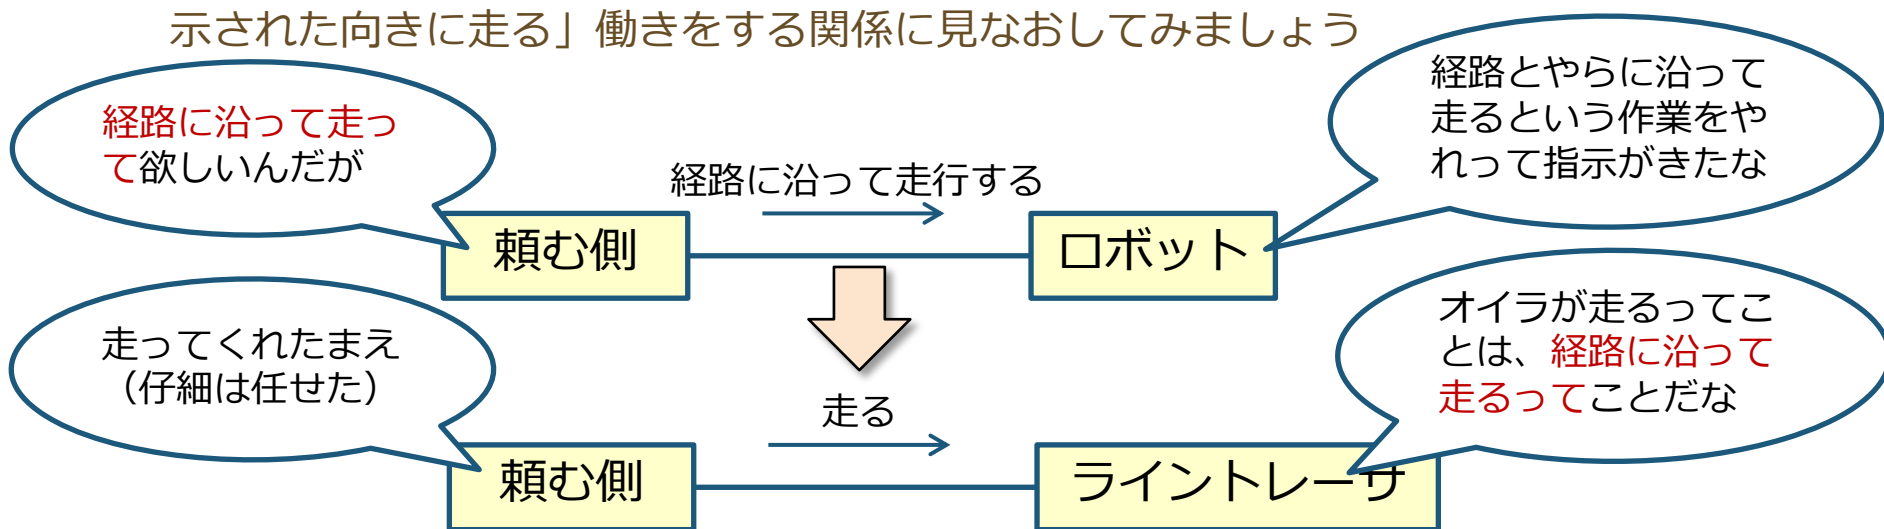 示された向きに走る」働きをする関係に見なおしてみましょう
経路に沿って走っ
て欲しいんだが
経路に沿って走行する
経路とやらに沿って
走るという作業をや
れって指示がきたな
頼む側
ロボット
走ってくれたまえ
（仔細は任せた）
走る
オイラが走るってこ
とは、経路に沿って
走るってことだな
頼む側
ライントレーサ